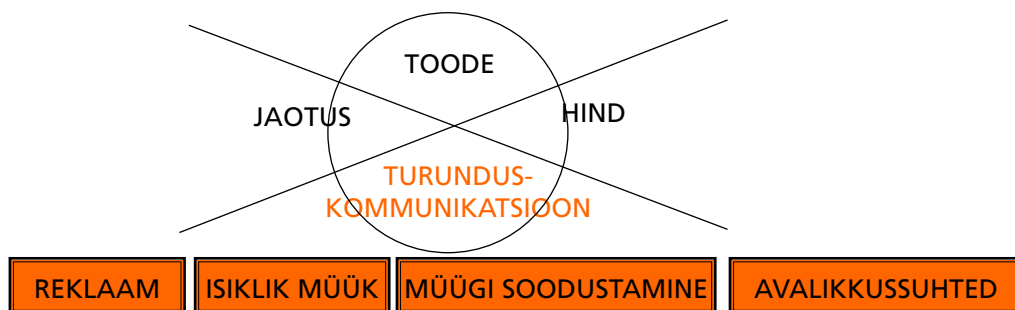 TOODE
JAOTUS
HIND
TURUNDUS-
KOMMUNIKATSIOON
REKLAAM
ISIKLIK MÜÜK
MÜÜGI SOODUSTAMINE
AVALIKKUSSUHTED